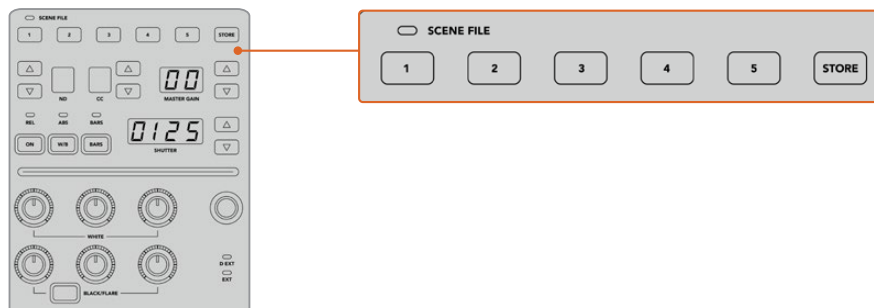 SCENE FILE
1 2 3 4 5 STORE
ND CC 00
MASTER GAIN
REL ABS BARS
ON W/B BARS 0125
SHUTTER
WHITE
D EXT
EXT
BLACK/FLARE
SCENE FILE
1 2 3 4 5 STORE